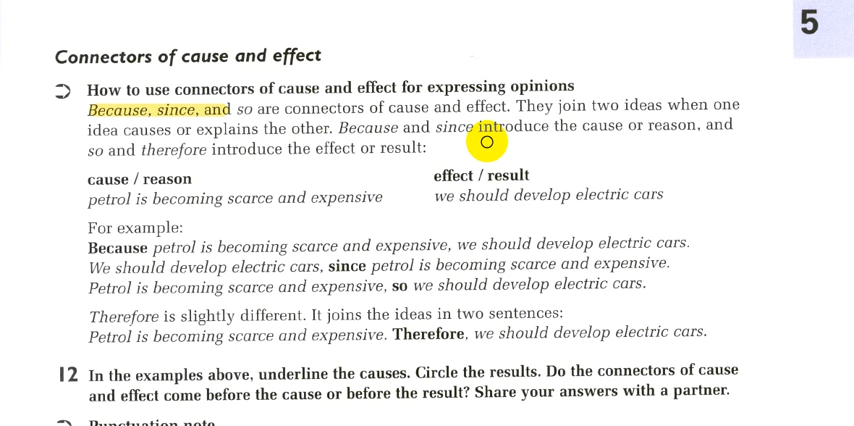 5
Connectors of cause and effect
How to use connectors of cause and effect for expressing opinions
Because, since, and so are connectors of cause and effect. They join two ideas when one
idea causes or explains the other. Because and since introduce the cause or reason, and
so and therefore introduce the effect or result:
cause / reason
effect / result
petrol is becoming scarce and expensive
we should develop electric cars
For example:
Because petrol is becoming scarce and expensive, we should develop electric cars.
We should develop electric cars, since petrol is becoming scarce and expensive.
Petrol is becoming scarce and expensive, so we should develop electric cars.
Therefore is slightly different. It joins the ideas in two sentences:
Petrol is becoming scarce and expensive. Therefore, we should develop electric cars.
12 In the examples above, underline the causes. Circle the results. Do the connectors of cause
and effect come before the cause or before the result? Share your answers with a partner.
Punctuation note